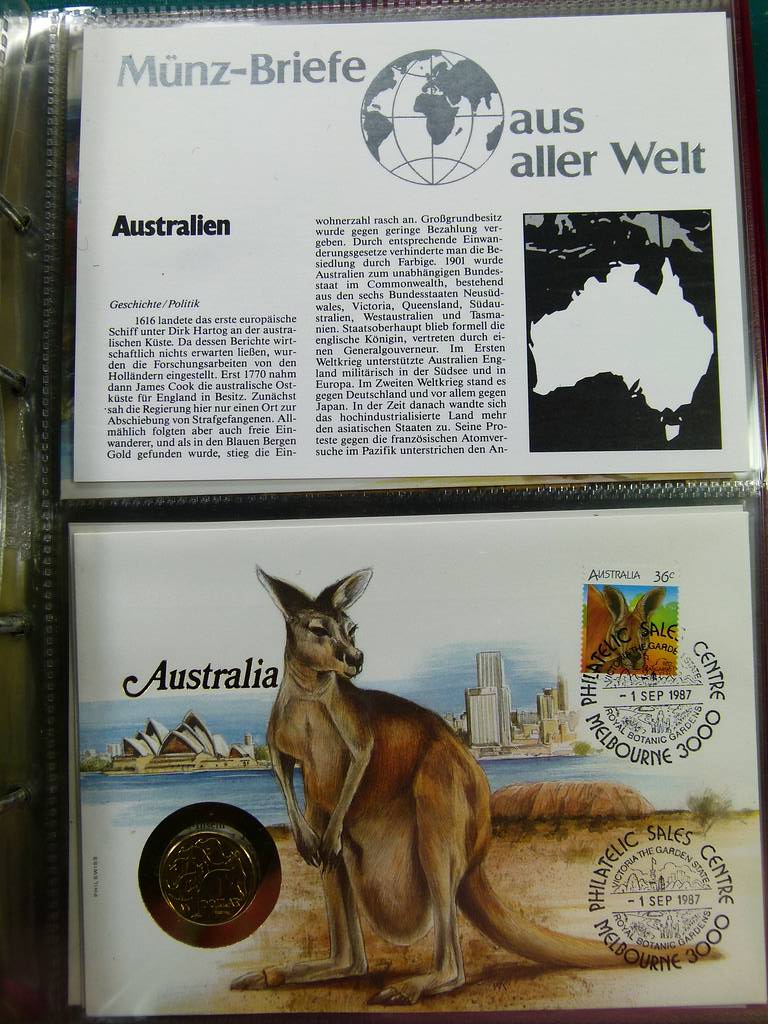 Münz-Briefe
aus
aller Welt
Australien
Geschichte/Politik
1616 landete das erste europäische
Schiff unter Dirk Hartog an der austra-
lischen Küste. Da dessen Berichte wirt-
schaftlich nichts erwarten ließen, wur-
den die Forschungsarbeiten von den
Holländern eingestellt. Erst 1770 nahm
dann James Cook die australische Ost-
küste für England in Besitz. Zunächst
sah die Regierung hier nur einen Ort zur
Abschiebung von Strafgefangenen. All-
mählich folgten aber auch freie Ein-
wanderer, und als in den Blauen Bergen
Gold gefunden wurde, stieg die Ein-
wohnerzahl rasch an. Großgrundbesitz
wurde gegen geringe Bezahlung ver-
geben. Durch entsprechende Einwan-
derungsgesetze verhinderte man die Be-
siedlung durch Farbige. 1901 wurde
Australien zum unabhängigen Bundes-
staat im Commonwealth, bestehend
aus den sechs Bundesstaaten Neusüd-
wales, Victoria, Queensland, Südau-
stralien, Westaustralien und Tasma-
nien. Staatsoberhaupt blieb formell die
englische Königin, vertreten durch ei-
nen Generalgouverneur. Im Ersten
Weltkrieg unterstützte Australien Eng-
land militärisch in der Südsee und in
Europa. Im Zweiten Weltkrieg stand es
gegen Deutschland und vor allem gegen
Japan. In der Zeit danach wandte sich
das hochindustrialisierte Land mehr
den asiatischen Staaten zu. Seine Pro-
teste gegen die französischen Atomver-
suche im Pazifik unterstrichen den An-
Australia
AUSTRALIA 36c
PHILATELIC SALES CENTRE
VICTORIA THE GARDEN STATE
- 1 SEP 1987
ROYAL BOTANIC GARDENS
MELBOURNE 3000
PHILSWISS
1 DOLLAR
PHILATELIC SALES CENTRE
VICTORIA THE GARDEN STATE
- 1 SEP 1987
ROYAL BOTANIC GARDENS
MELBOURNE 3000